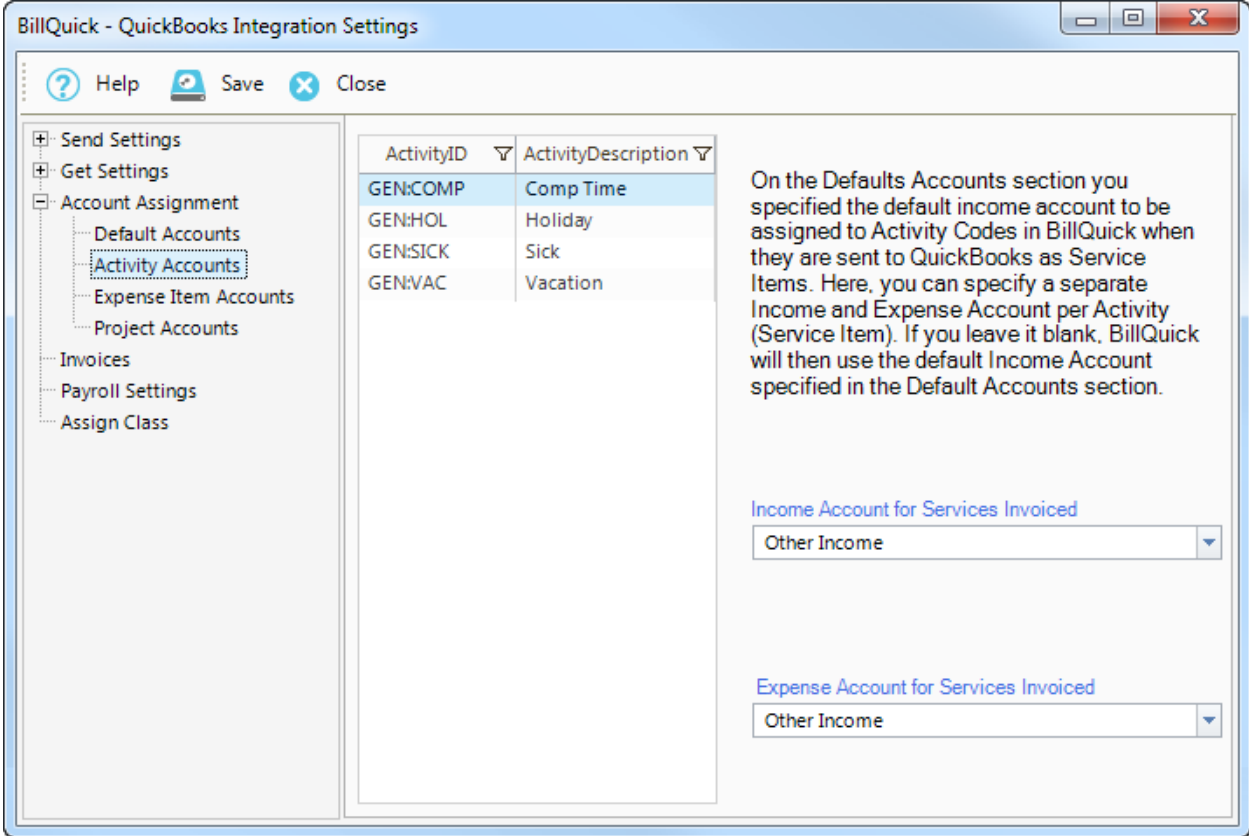 BillQuick - QuickBooks Integration Settings
Help Save Close
Send Settings
Get Settings
Account Assignment
Default Accounts
Activity Accounts
Expense Item Accounts
Project Accounts
Invoices
Payroll Settings
Assign Class
ActivityID ActivityDescription
GEN:COMP Comp Time
GEN:HOL Holiday
GEN:SICK Sick
GEN:VAC Vacation
On the Defaults Accounts section you
specified the default income account to be
assigned to Activity Codes in BillQuick when
they are sent to QuickBooks as Service
Items. Here, you can specify a separate
Income and Expense Account per Activity
(Service Item). If you leave it blank, BillQuick
will then use the default Income Account
specified in the Default Accounts section.
Income Account for Services Invoiced
Other Income
Expense Account for Services Invoiced
Other Income